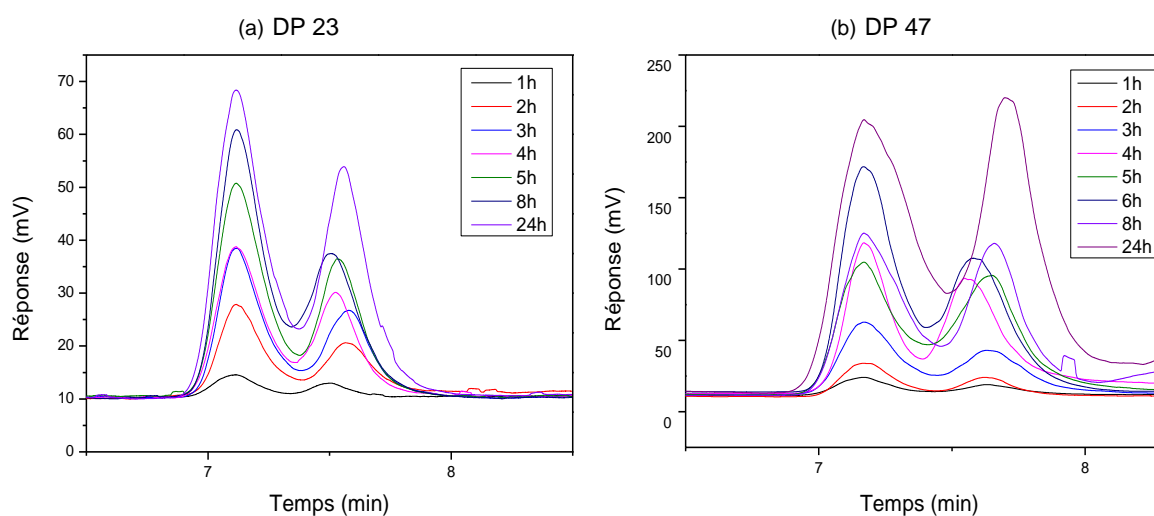 (a) DP 23
70
60
50
40
30
20
10
0
7
8
Réponse (mV)
Temps (min)
1h
2h
3h
4h
5h
8h
24h
(b) DP 47
250
200
150
100
50
0
7
8
Réponse (mV)
Temps (min)
1h
2h
3h
4h
5h
6h
8h
24h